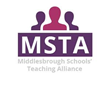 MSTA
Middlesbrough Schools'
Teaching Alliance